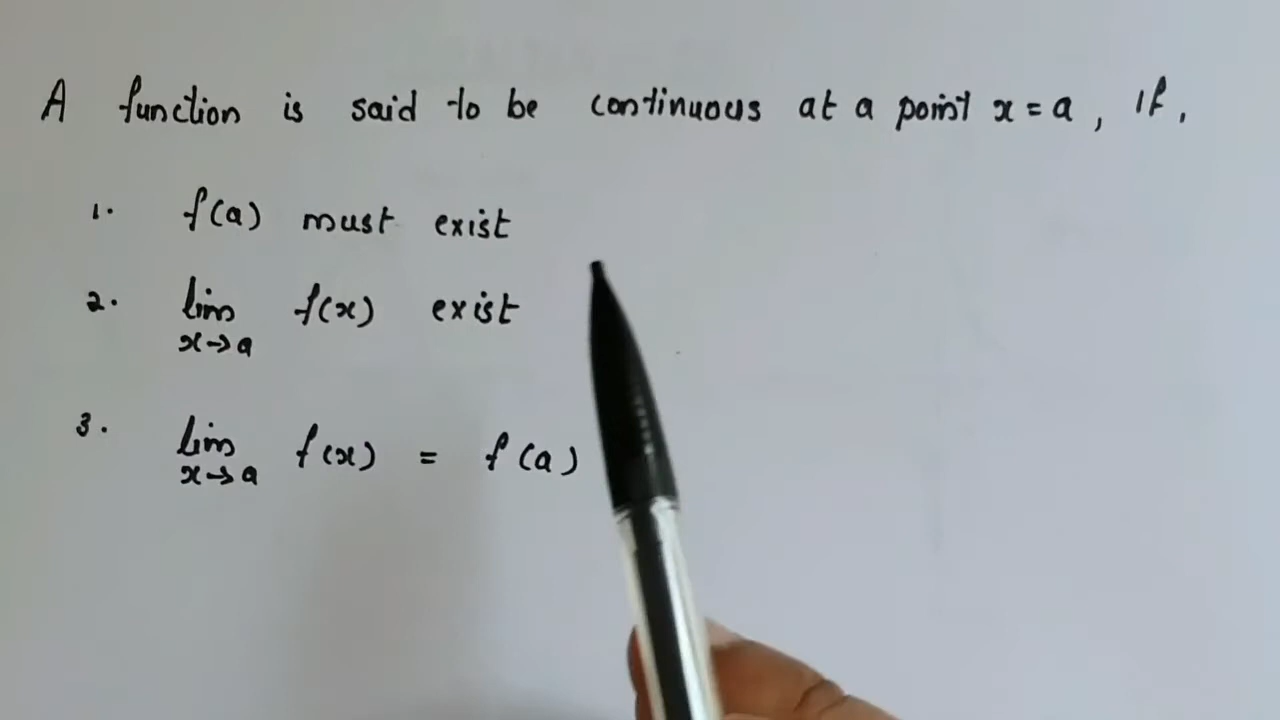 A function is said to be continuous at a point x = a, If,
1. f(a) must exist
2. lim x→a f(x) exist
3. lim x→a f(x) = f(a)